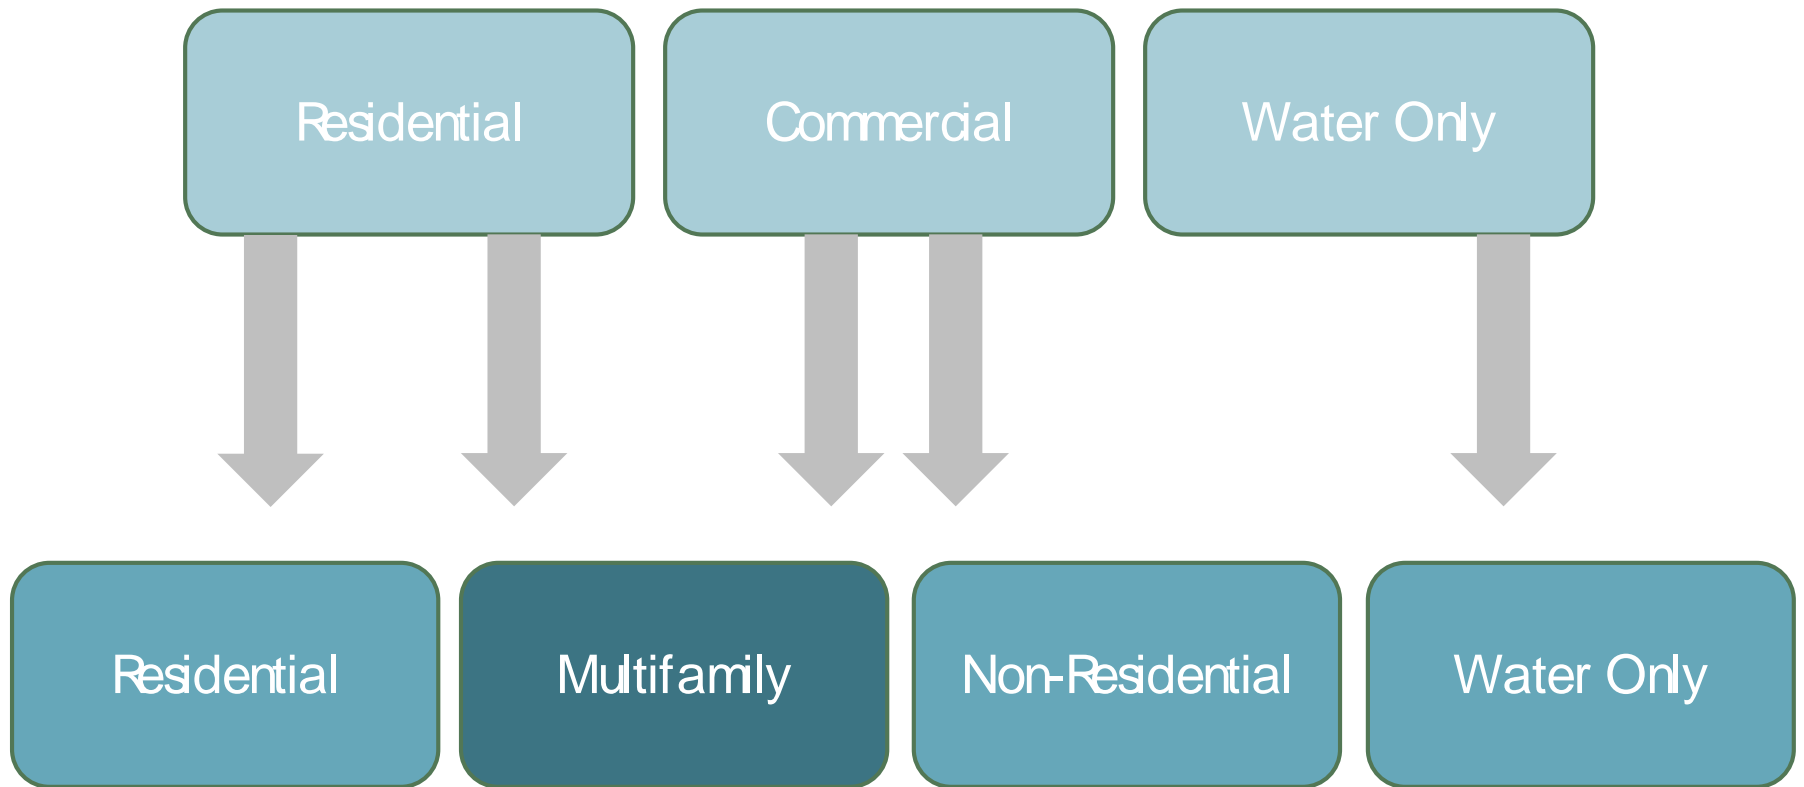 Residential
Commercial
Water Only
Residential
Multifamily
Non-Residential
Water Only